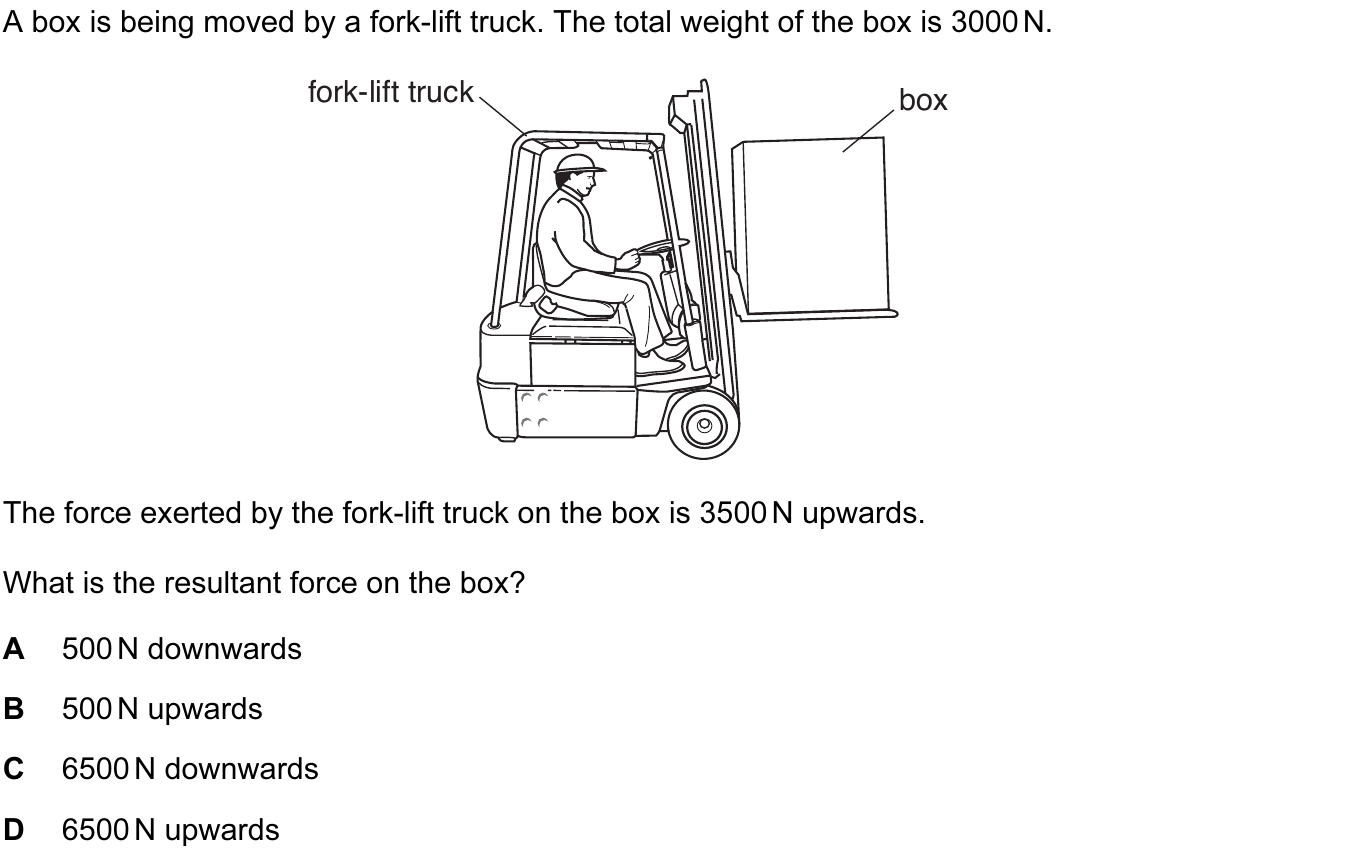 A box is being moved by a fork-lift truck. The total weight of the box is 3000 N.
fork-lift truck
box
The force exerted by the fork-lift truck on the box is 3500 N upwards.
What is the resultant force on the box?
A 500 N downwards
B 500 N upwards
C 6500 N downwards
D 6500 N upwards